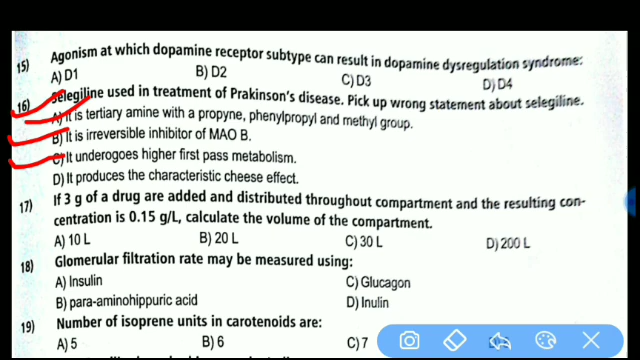 15) Agonism at which dopamine receptor subtype can result in dopamine dysregulation syndrome:
A) D1 B) D2 C) D3 D) D4
16) Selegiline used in treatment of Prakinson's disease. Pick up wrong statement about selegiline.
A) It is tertiary amine with a propyne, phenylpropyl and methyl group.
B) It is irreversible inhibitor of MAO B.
C) It underogoes higher first pass metabolism.
D) It produces the characteristic cheese effect.
17) If 3 g of a drug are added and distributed throughout compartment and the resulting con-
centration is 0.15 g/L, calculate the volume of the compartment.
A) 10 L B) 20 L C) 30 L D) 200 L
18) Glomerular filtration rate may be measured using:
A) Insulin C) Glucagon
B) para-aminohippuric acid D) Inulin
19) Number of isoprene units in carotenoids are:
A) 5 B) 6 C) 7